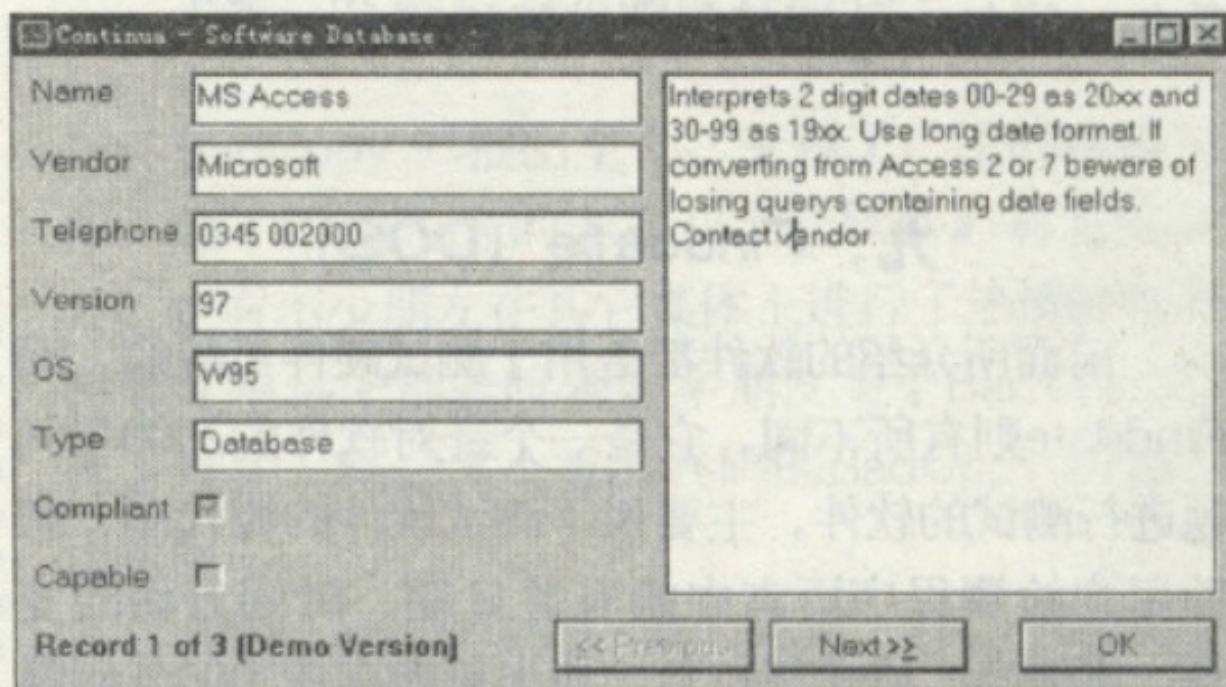 Continua - Software Database
Name MS Access
Vendor Microsoft
Telephone 0345 002000
Version 97
OS W95
Type Database
Compliant
Capable
Interprets 2 digit dates 00-29 as 20xx and
30-99 as 19xx. Use long date format. If
converting from Access 2 or 7 beware of
losing querys containing date fields.
Contact vendor.
Record 1 of 3 (Demo Version)
<< Previous
Next >>
OK